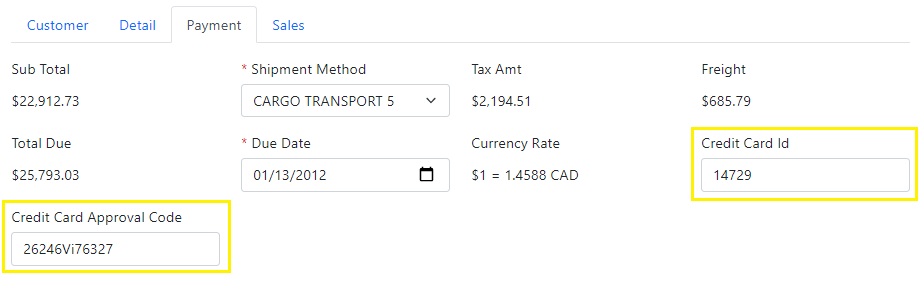 Customer Detail Payment Sales
Sub Total * Shipment Method Tax Amt Freight
$22,912.73 CARGO TRANSPORT 5 $2,194.51 $685.79
Total Due * Due Date Currency Rate Credit Card Id
$25,793.03 01/13/2012 $1 = 1.4588 CAD 14729
Credit Card Approval Code
26246Vi76327